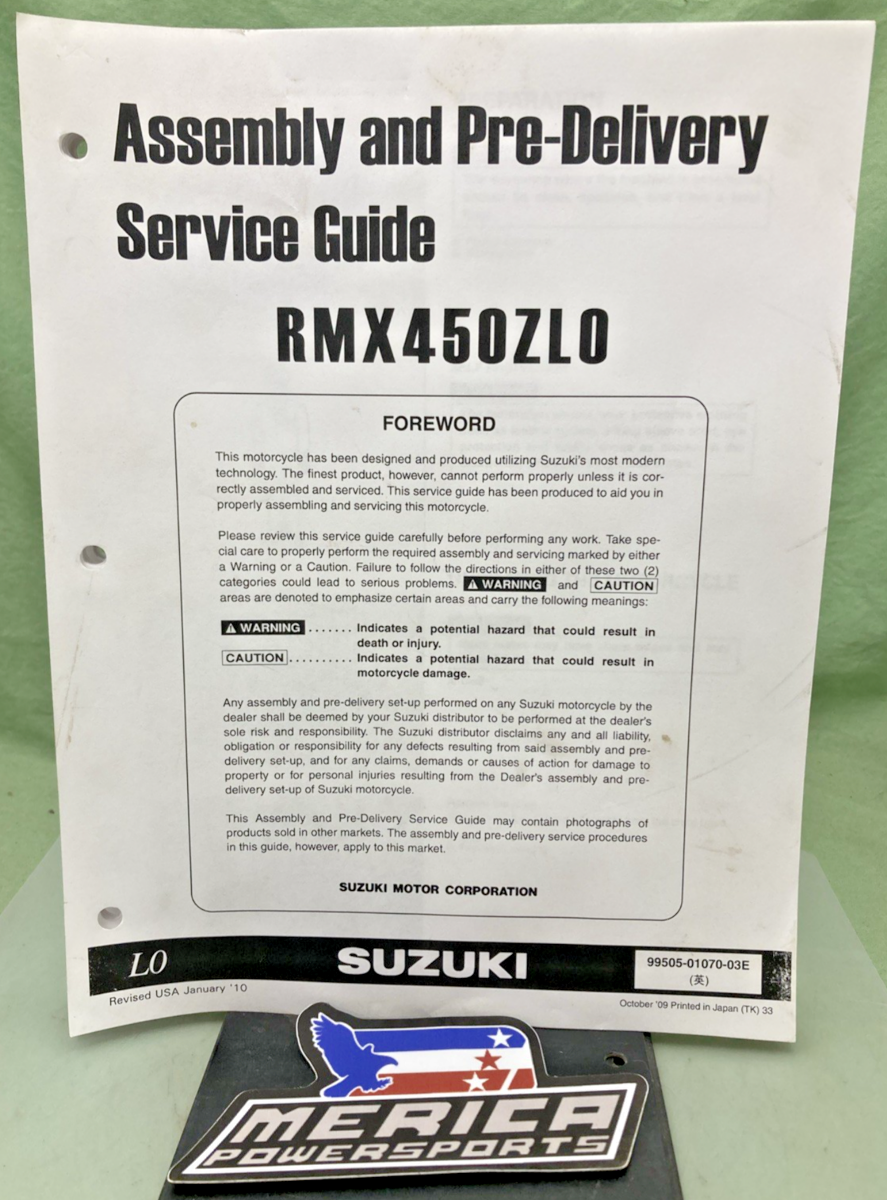 Assembly and Pre-Delivery
Service Guide
RMX450ZL0
FOREWORD
This motorcycle has been designed and produced utilizing Suzuki's most modern
technology. The finest product, however, cannot perform properly unless it is cor-
rectly assembled and serviced. This service guide has been produced to aid you in
properly assembling and servicing this motorcycle.
Please review this service guide carefully before performing any work. Take spe-
cial care to properly perform the required assembly and servicing marked by either
a Warning or a Caution. Failure to follow the directions in either of these two (2)
categories could lead to serious problems. ⚠ WARNING and CAUTION
areas are denoted to emphasize certain areas and carry the following meanings:
⚠ WARNING ....... Indicates a potential hazard that could result in
death or injury.
CAUTION .......... Indicates a potential hazard that could result in
motorcycle damage.
Any assembly and pre-delivery set-up performed on any Suzuki motorcycle by the
dealer shall be deemed by your Suzuki distributor to be performed at the dealer's
sole risk and responsibility. The Suzuki distributor disclaims any and all liability,
obligation or responsibility for any defects resulting from said assembly and pre-
delivery set-up, and for any claims, demands or causes of action for damage to
property or for personal injuries resulting from the Dealer's assembly and pre-
delivery set-up of Suzuki motorcycle.
This Assembly and Pre-Delivery Service Guide may contain photographs of
products sold in other markets. The assembly and pre-delivery service procedures
in this guide, however, apply to this market.
SUZUKI MOTOR CORPORATION
L0
SUZUKI
99505-01070-03E
(英)
Revised USA January '10
October '09 Printed in Japan (TK) 33
MERICA
POWERSPORTS